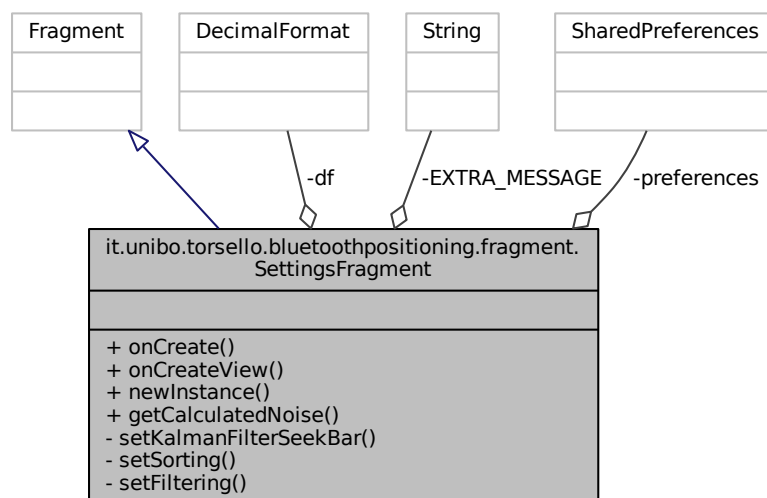 Fragment
DecimalFormat
String
SharedPreferences
-df
-EXTRA_MESSAGE
-preferences
it.unibo.torsello.bluetoothpositioning.fragment.
SettingsFragment
+ onCreate()
+ onCreateView()
+ newInstance()
+ getCalculatedNoise()
- setKalmanFilterSeekBar()
- setSorting()
- setFiltering()